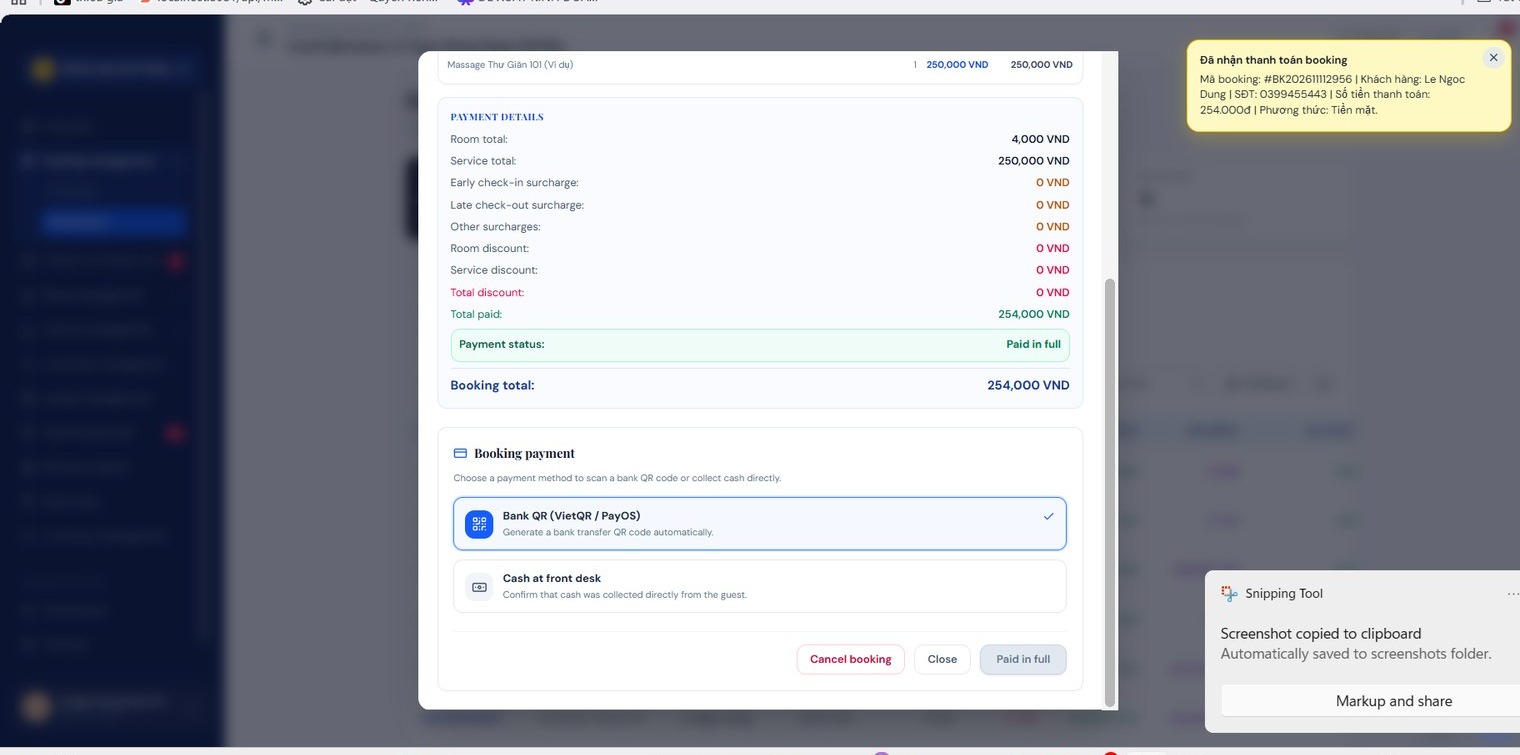 Massage Thư Giãn 101 (Ví dụ) 1 250,000 VND 250,000 VND
PAYMENT DETAILS
Room total: 4,000 VND
Service total: 250,000 VND
Early check-in surcharge: 0 VND
Late check-out surcharge: 0 VND
Other surcharges: 0 VND
Room discount: 0 VND
Service discount: 0 VND
Total discount: 0 VND
Total paid: 254,000 VND
Payment status: Paid in full
Booking total: 254,000 VND
Booking payment
Choose a payment method to scan a bank QR code or collect cash directly.
Bank QR (VietQR / PayOS)
Generate a bank transfer QR code automatically.
Cash at front desk
Confirm that cash was collected directly from the guest.
Cancel booking Close Paid in full
Đã nhận thanh toán booking
Mã booking: #BK202611112956 | Khách hàng: Le Ngoc
Dung | SĐT: 0399455443 | Số tiền thanh toán:
254.000đ | Phương thức: Tiền mặt.
Snipping Tool
Screenshot copied to clipboard
Automatically saved to screenshots folder.
Markup and share